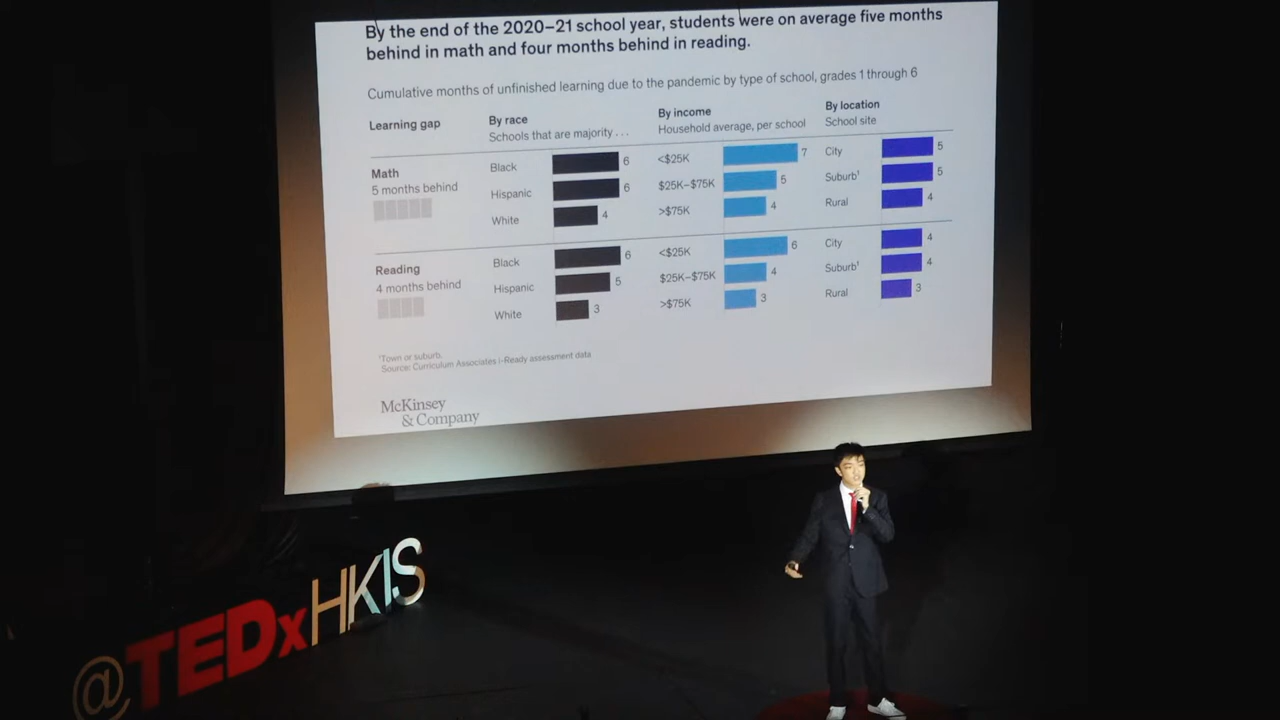 By the end of the 2020–21 school year, students were on average five months
behind in math and four months behind in reading.
Cumulative months of unfinished learning due to the pandemic by type of school, grades 1 through 6
Learning gap
By race
Schools that are majority . . .
By income
Household average, per school
By location
School site
Math
5 months behind
Black 6
Hispanic 6
White 4
<$25K 7
$25K–$75K 5
>$75K 4
City 5
Suburb¹ 5
Rural 4
Reading
4 months behind
Black 6
Hispanic 5
White 3
<$25K 6
$25K–$75K 4
>$75K 3
City 4
Suburb¹ 4
Rural 3
¹Town or suburb.
Source: Curriculum Associates i-Ready assessment data
McKinsey
& Company
@TEDxHKIS